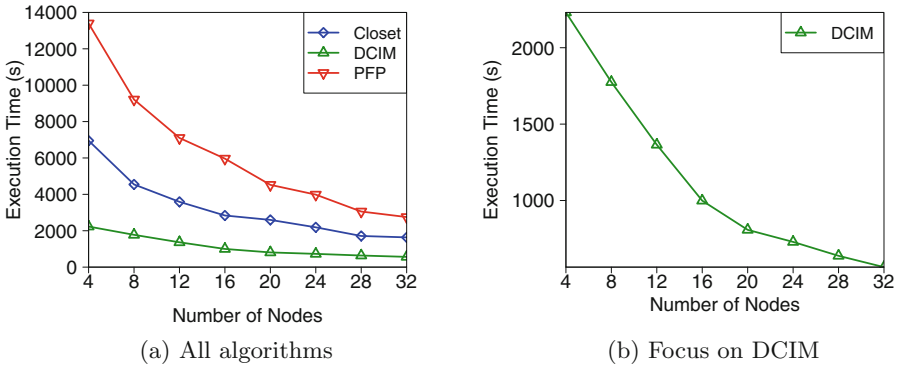 14000
12000
10000
8000
6000
4000
2000
0
Execution Time (s)
Closet
DCIM
PFP
4 8 12 16 20 24 28 32
Number of Nodes
(a) All algorithms
2000
1500
1000
Execution Time (s)
DCIM
4 8 12 16 20 24 28 32
Number of Nodes
(b) Focus on DCIM